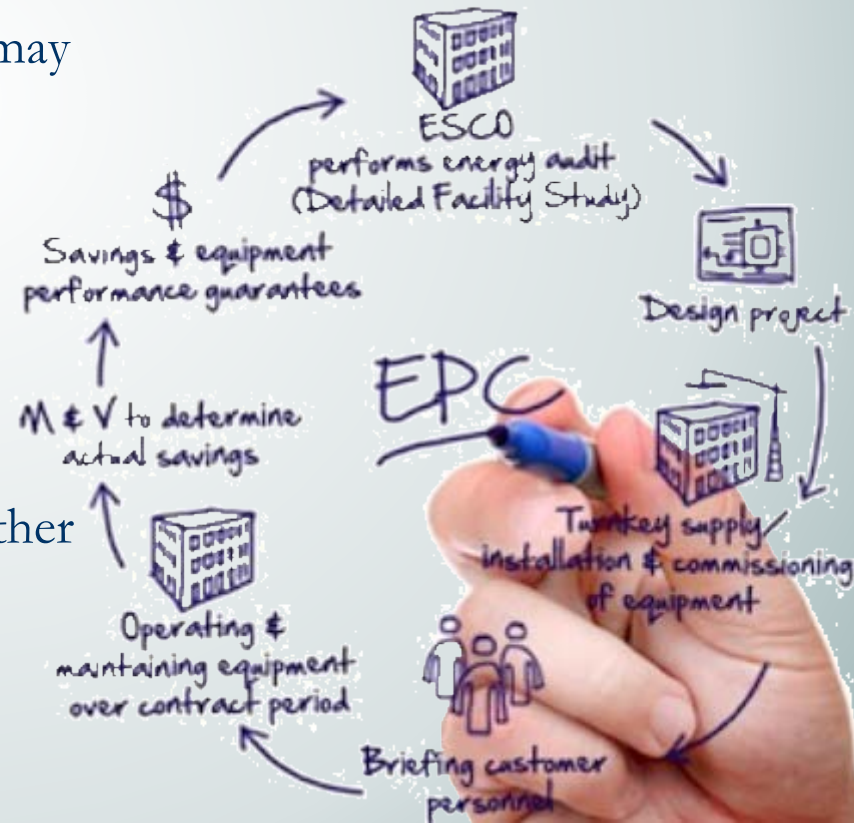 may
ESCO
performs energy audit
(Detailed Facility Study)
$
Savings & equipment
performance guarantees
Design project
EPC
M & V to determine
actual savings
Turnkey supply/
installation & commissioning
of equipment
ther
Operating &
maintaining equipment
over contract period
Briefing customer
personnel